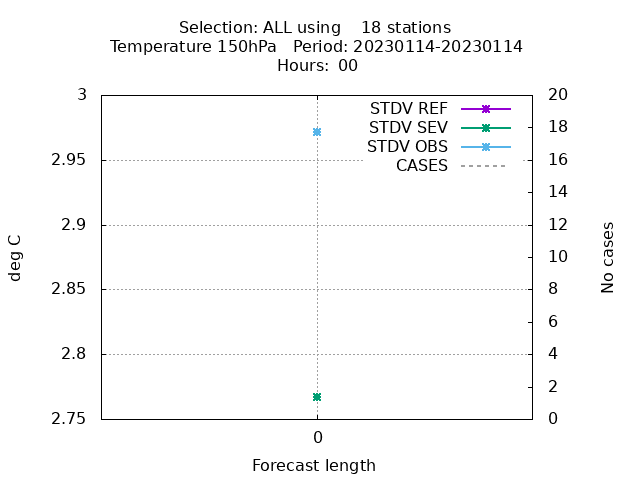 Selection: ALL using    18 stations
Temperature 150hPa   Period: 20230114-20230114
Hours:  00
3
2.95
2.9
2.85
2.8
2.75
deg C
STDV REF
STDV SEV
STDV OBS
CASES
20
18
16
14
12
10
8
6
4
2
0
No cases
0
Forecast length